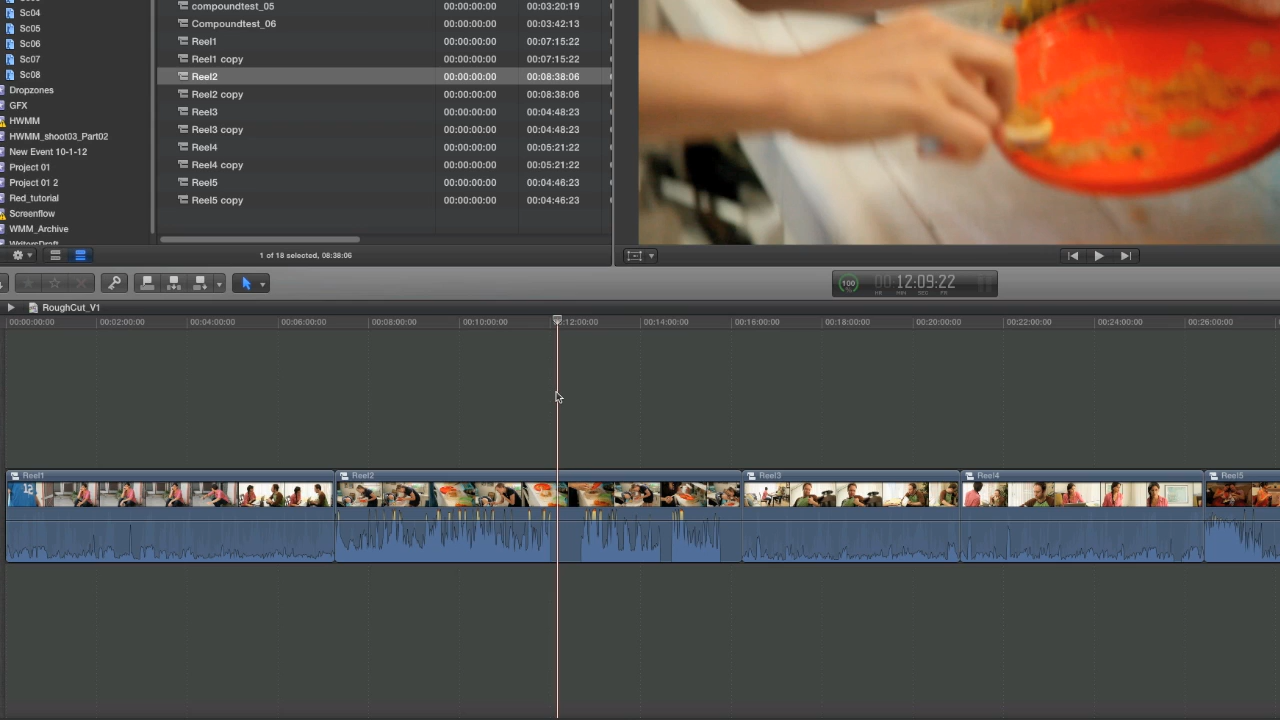 Sc04
Sc05
Sc06
Sc07
Sc08
Dropzones
GFX
HWMM
HWMM_shoot03_Part02
New Event 10-1-12
Project 01
Project 01 2
Red_tutorial
Screenflow
WMM_Archive
WritersDraft
compoundtest_05 00:00:00:00 00:03:20:19
Compoundtest_06 00:00:00:00 00:03:42:13
Reel1 00:00:00:00 00:07:15:22
Reel1 copy 00:00:00:00 00:07:15:22
Reel2 00:00:00:00 00:08:38:06
Reel2 copy 00:00:00:00 00:08:38:06
Reel3 00:00:00:00 00:04:48:23
Reel3 copy 00:00:00:00 00:04:48:23
Reel4 00:00:00:00 00:05:21:22
Reel4 copy 00:00:00:00 00:05:21:22
Reel5 00:00:00:00 00:04:46:23
Reel5 copy 00:00:00:00 00:04:46:23
1 of 18 selected, 08:38:06
100 00:12:09:22
HR MIN SEC FR
RoughCut_V1
00:00:00:00 00:02:00:00 00:04:00:00 00:06:00:00 00:08:00:00 00:10:00:00 :12:00:00 00:14:00:00 00:16:00:00 00:18:00:00 00:20:00:00 00:22:00:00 00:24:00:00 00:26:00:00
Reel1 Reel2 Reel3 Reel4 Reel5
12